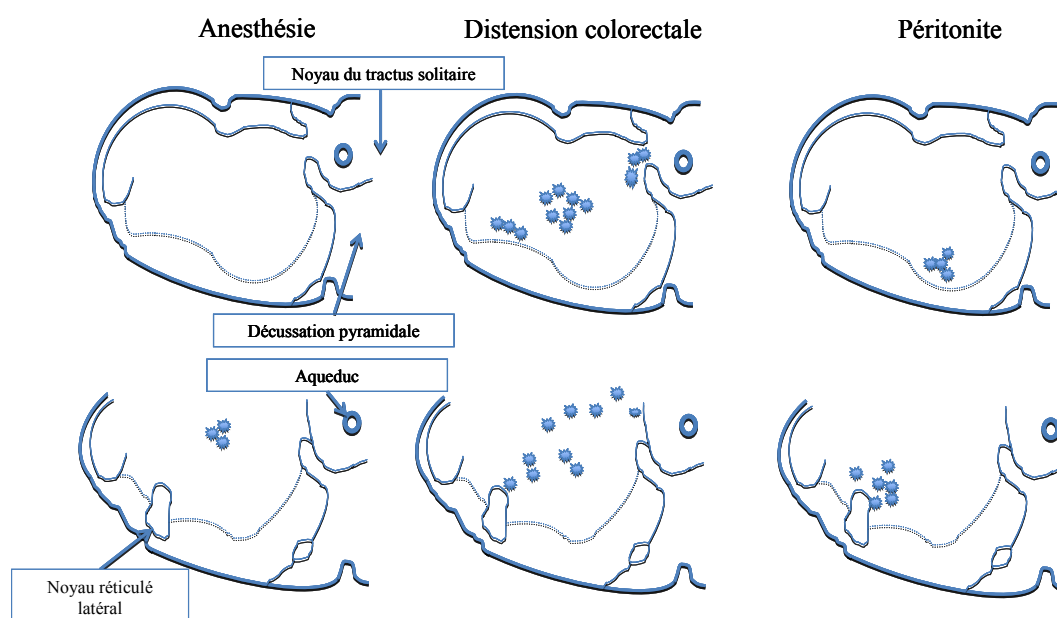 Anesthésie
Distension colorectale
Péritonite
Noyau du tractus solitaire
Décussation pyramidale
Aqueduc
Noyau réticulé
latéral